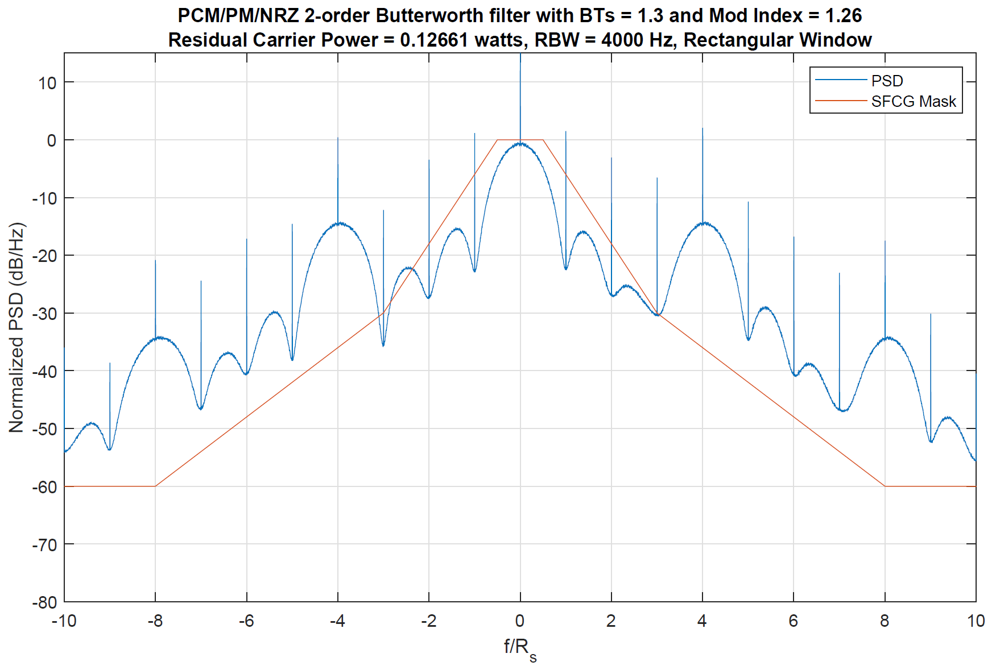 PCM/PM/NRZ 2-order Butterworth filter with BTs = 1.3 and Mod Index = 1.26
Residual Carrier Power = 0.12661 watts, RBW = 4000 Hz, Rectangular Window
PSD
SFCG Mask
Normalized PSD (dB/Hz)
10
0
-10
-20
-30
-40
-50
-60
-70
-80
-10 -8 -6 -4 -2 0 2 4 6 8 10
f/Rs